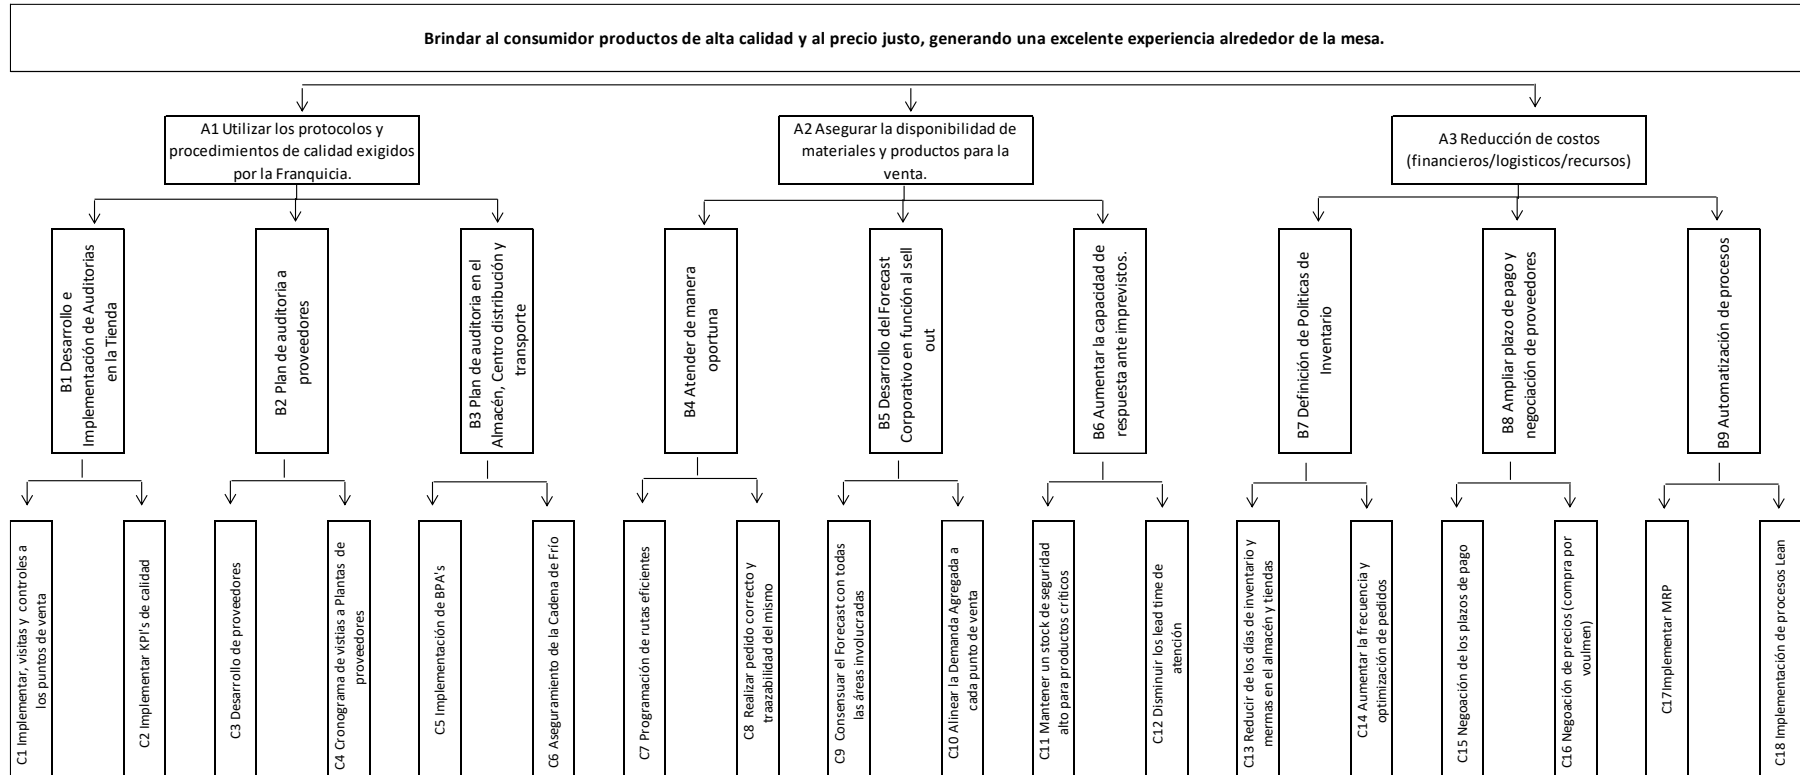 Brindar al consumidor productos de alta calidad y al precio justo, generando una excelente experiencia alrededor de la mesa.
A1 Utilizar los protocolos y
procedimientos de calidad exigidos
por la Franquicia.
A2 Asegurar la disponibilidad de
materiales y productos para la
venta.
A3 Reducción de costos
(financieros/logisticos/recursos)
B1 Desarrollo e
Implementación de Auditorias
en la Tienda
B2 Plan de auditoria a
proveedores
B3 Plan de auditoria en el
Almacén, Centro distribución y
transporte
B4 Atender de manera
oportuna
B5 Desarrollo del Forecast
Corporativo en función al sell
out
B6 Aumentar la capacidad de
respuesta ante imprevistos.
B7 Definición de Politicas de
Inventario
B8 Ampliar plazo de pago y
negociación de proveedores
B9 Automatización de procesos
C1 Implementar, visitas y controles a
los puntos de venta
C2 Implementar KPI's de calidad
C3 Desarrollo de proveedores
C4 Cronograma de vistias a Plantas de
proveedores
C5 Implementación de BPA's
C6 Aseguramiento de la Cadena de Frío
C7 Programación de rutas eficientes
C8 Realizar pedido correcto y
traazabilidad del mismo
C9 Consensuar el Forecast con todas
las áreas involucradas
C10 Alinear la Demanda Agregada a
cada punto de venta
C11 Mantener un stock de seguridad
alto para productos críticos
C12 Disminuir los lead time de
atención
C13 Reducir de los días de inventario y
mermas en el almacén y tiendas
C14 Aumentar la frecuencia y
optimización de pedidos
C15 Negoación de los plazos de pago
C16 Negoación de precios (compra por
voulmen)
C17Implementar MRP
C18 Implementación de procesos Lean